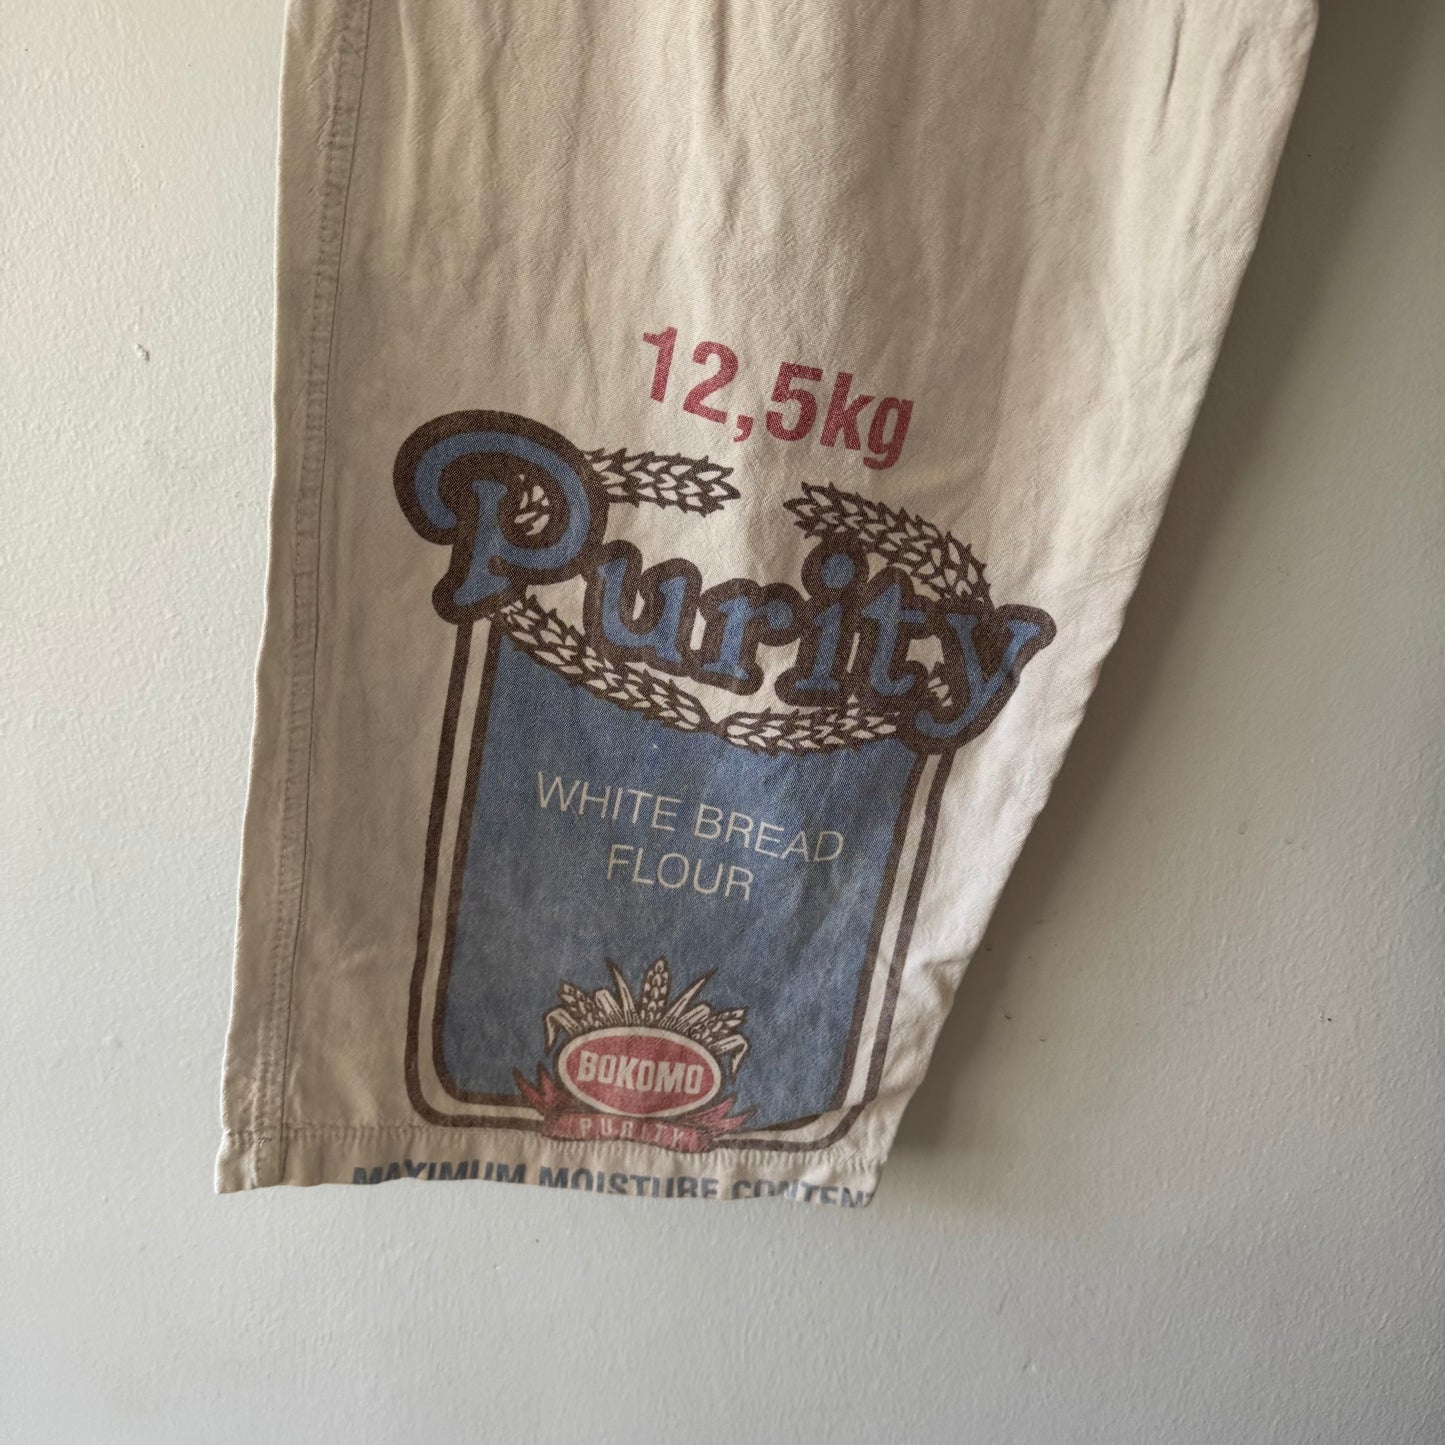 12,5kg
Purity
WHITE BREAD
FLOUR
BOKOMO
PURITY
MAXIMUM MOISTURE CONTENT